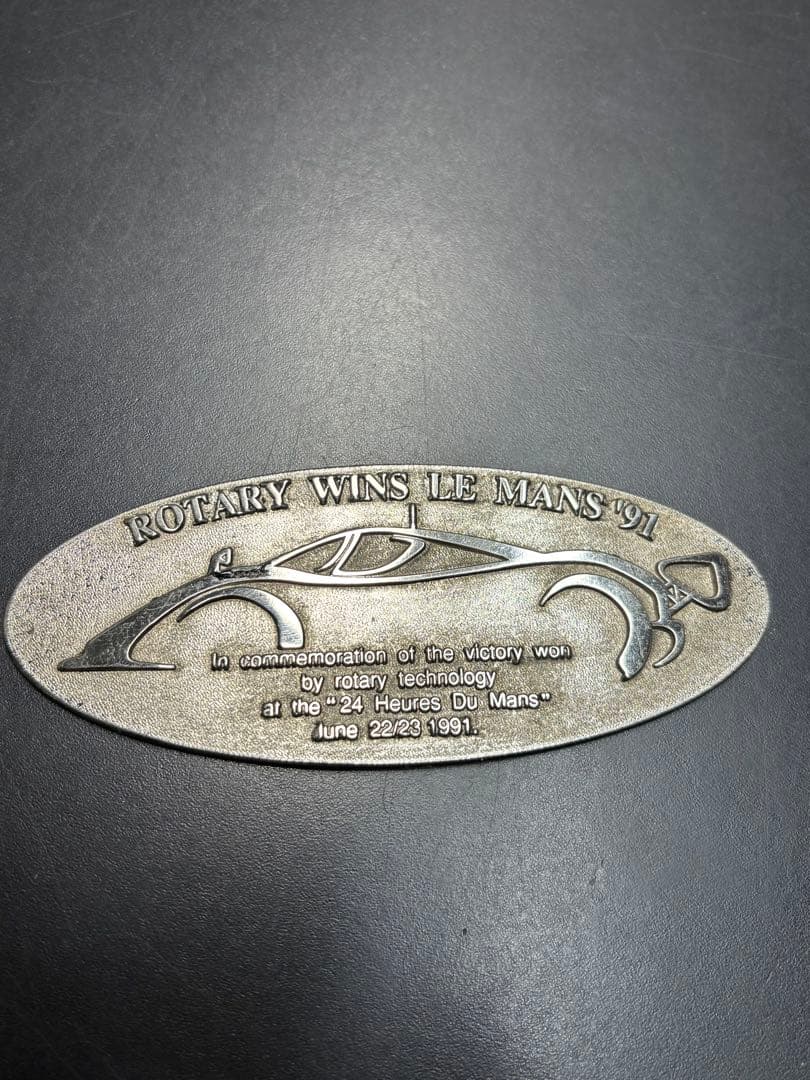 ROTARY WINS LE MANS '91
In commemoration of the victory won
by rotary technology
at the "24 Heures Du Mans"
June 22/23 1991.